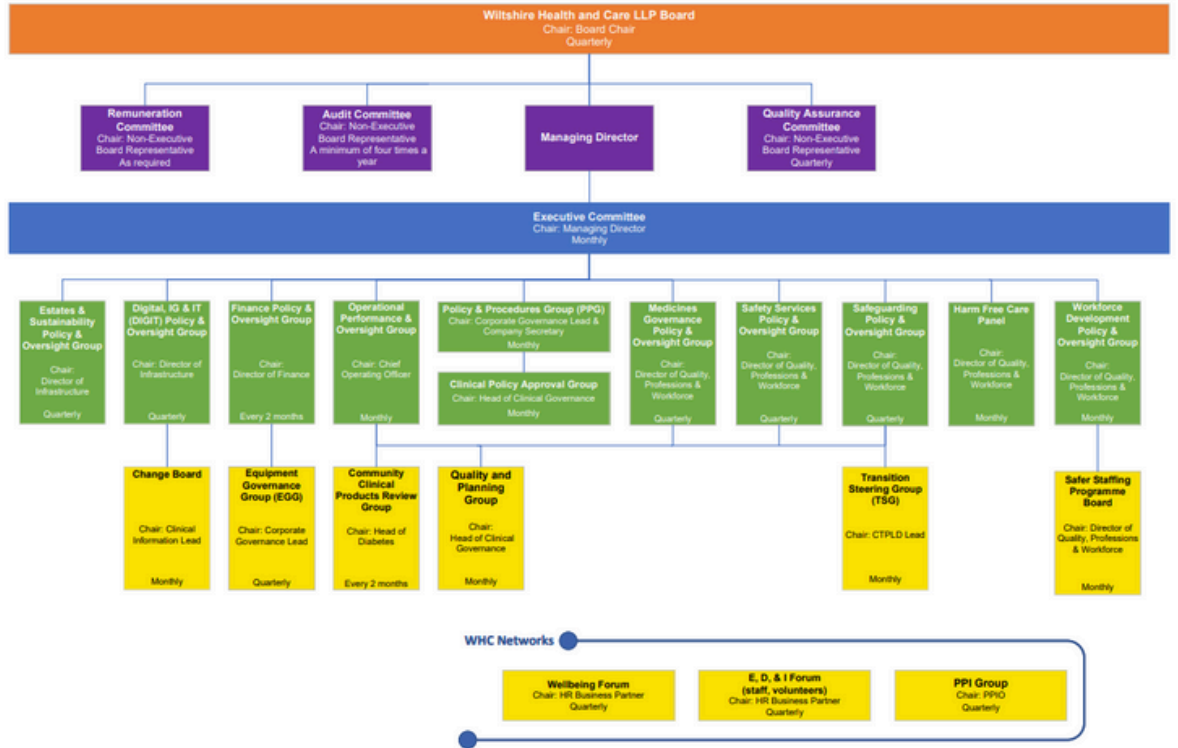 Wiltshire Health and Care LLP Board
Chair: Board Chair
Quarterly
Remuneration
Committee
Chair: Non-Executive
Board Representative
As required
Audit Committee
Chair: Non-Executive
Board Representative
A minimum of four times a
year
Managing Director
Quality Assurance
Committee
Chair: Non-Executive
Board Representative
Quarterly
Executive Committee
Chair: Managing Director
Monthly
Estates &
Sustainability
Policy &
Oversight Group
Chair:
Director of
Infrastructure
Quarterly
Digital, IG & IT
(DIGIT) Policy &
Oversight Group
Chair: Director of
Infrastructure
Quarterly
Finance Policy &
Oversight Group
Chair:
Director of Finance
Every 2 months
Operational
Performance &
Oversight Group
Chair: Chief
Operating Officer
Monthly
Policy & Procedures Group (PPG)
Chair: Corporate Governance Lead &
Company Secretary
Monthly
Clinical Policy Approval Group
Chair: Head of Clinical Governance
Monthly
Medicines
Governance
Policy &
Oversight Group
Chair:
Director of Quality,
Professions &
Workforce
Quarterly
Safety Services
Policy &
Oversight Group
Chair:
Director of Quality,
Professions &
Workforce
Quarterly
Safeguarding
Policy &
Oversight Group
Chair:
Director of Quality,
Professions &
Workforce
Quarterly
Harm Free Care
Panel
Chair:
Director of Quality,
Professions &
Workforce
Monthly
Workforce
Development
Policy &
Oversight Group
Chair:
Director of Quality,
Professions &
Workforce
Monthly
Change Board
Chair: Clinical
Information Lead
Monthly
Equipment
Governance
Group (EGG)
Chair: Corporate
Governance Lead
Quarterly
Community
Clinical
Products Review
Group
Chair: Head of
Diabetes
Every 2 months
Quality and
Planning
Group
Chair:
Head of Clinical
Governance
Monthly
Transition
Steering Group
(TSG)
Chair: CTPLD Lead
Monthly
Safer Staffing
Programme
Board
Chair: Director of
Quality, Professions
& Workforce
Monthly
WHC Networks
Wellbeing Forum
Chair: HR Business Partner
Quarterly
E, D, & I Forum
(staff, volunteers)
Chair: HR Business Partner
Quarterly
PPI Group
Chair: PPIO
Quarterly